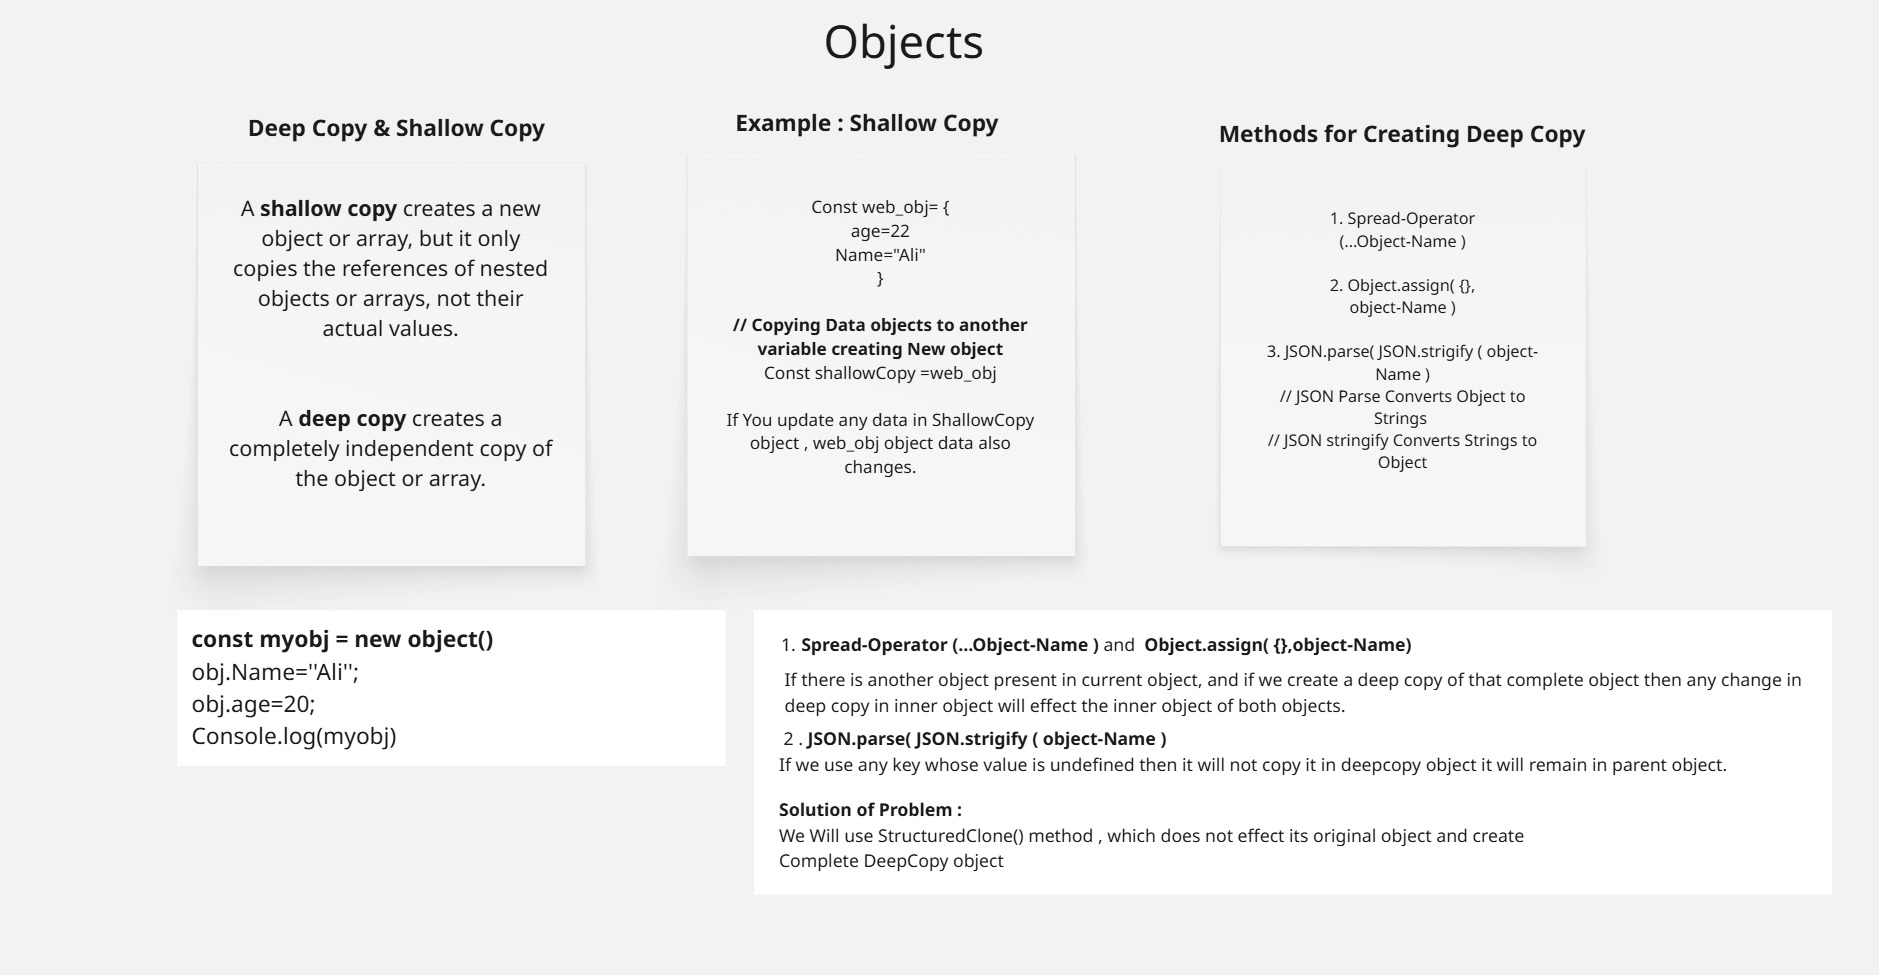 Objects
Deep Copy & Shallow Copy
A shallow copy creates a new
object or array, but it only
copies the references of nested
objects or arrays, not their
actual values.
A deep copy creates a
completely independent copy of
the object or array.
Example : Shallow Copy
Const web_obj= {
age=22
Name="Ali"
}
// Copying Data objects to another
variable creating New object
Const shallowCopy =web_obj
If You update any data in ShallowCopy
object , web_obj object data also
changes.
Methods for Creating Deep Copy
1. Spread-Operator
(...Object-Name )
2. Object.assign( {},
object-Name )
3. JSON.parse( JSON.strigify ( object-
Name )
// JSON Parse Converts Object to
Strings
// JSON stringify Converts Strings to
Object
const myobj = new object()
obj.Name=''Ali'';
obj.age=20;
Console.log(myobj)
1. Spread-Operator (...Object-Name ) and Object.assign( {},object-Name)
If there is another object present in current object, and if we create a deep copy of that complete object then any change in
deep copy in inner object will effect the inner object of both objects.
2 . JSON.parse( JSON.strigify ( object-Name )
If we use any key whose value is undefined then it will not copy it in deepcopy object it will remain in parent object.
Solution of Problem :
We Will use StructuredClone() method , which does not effect its original object and create
Complete DeepCopy object